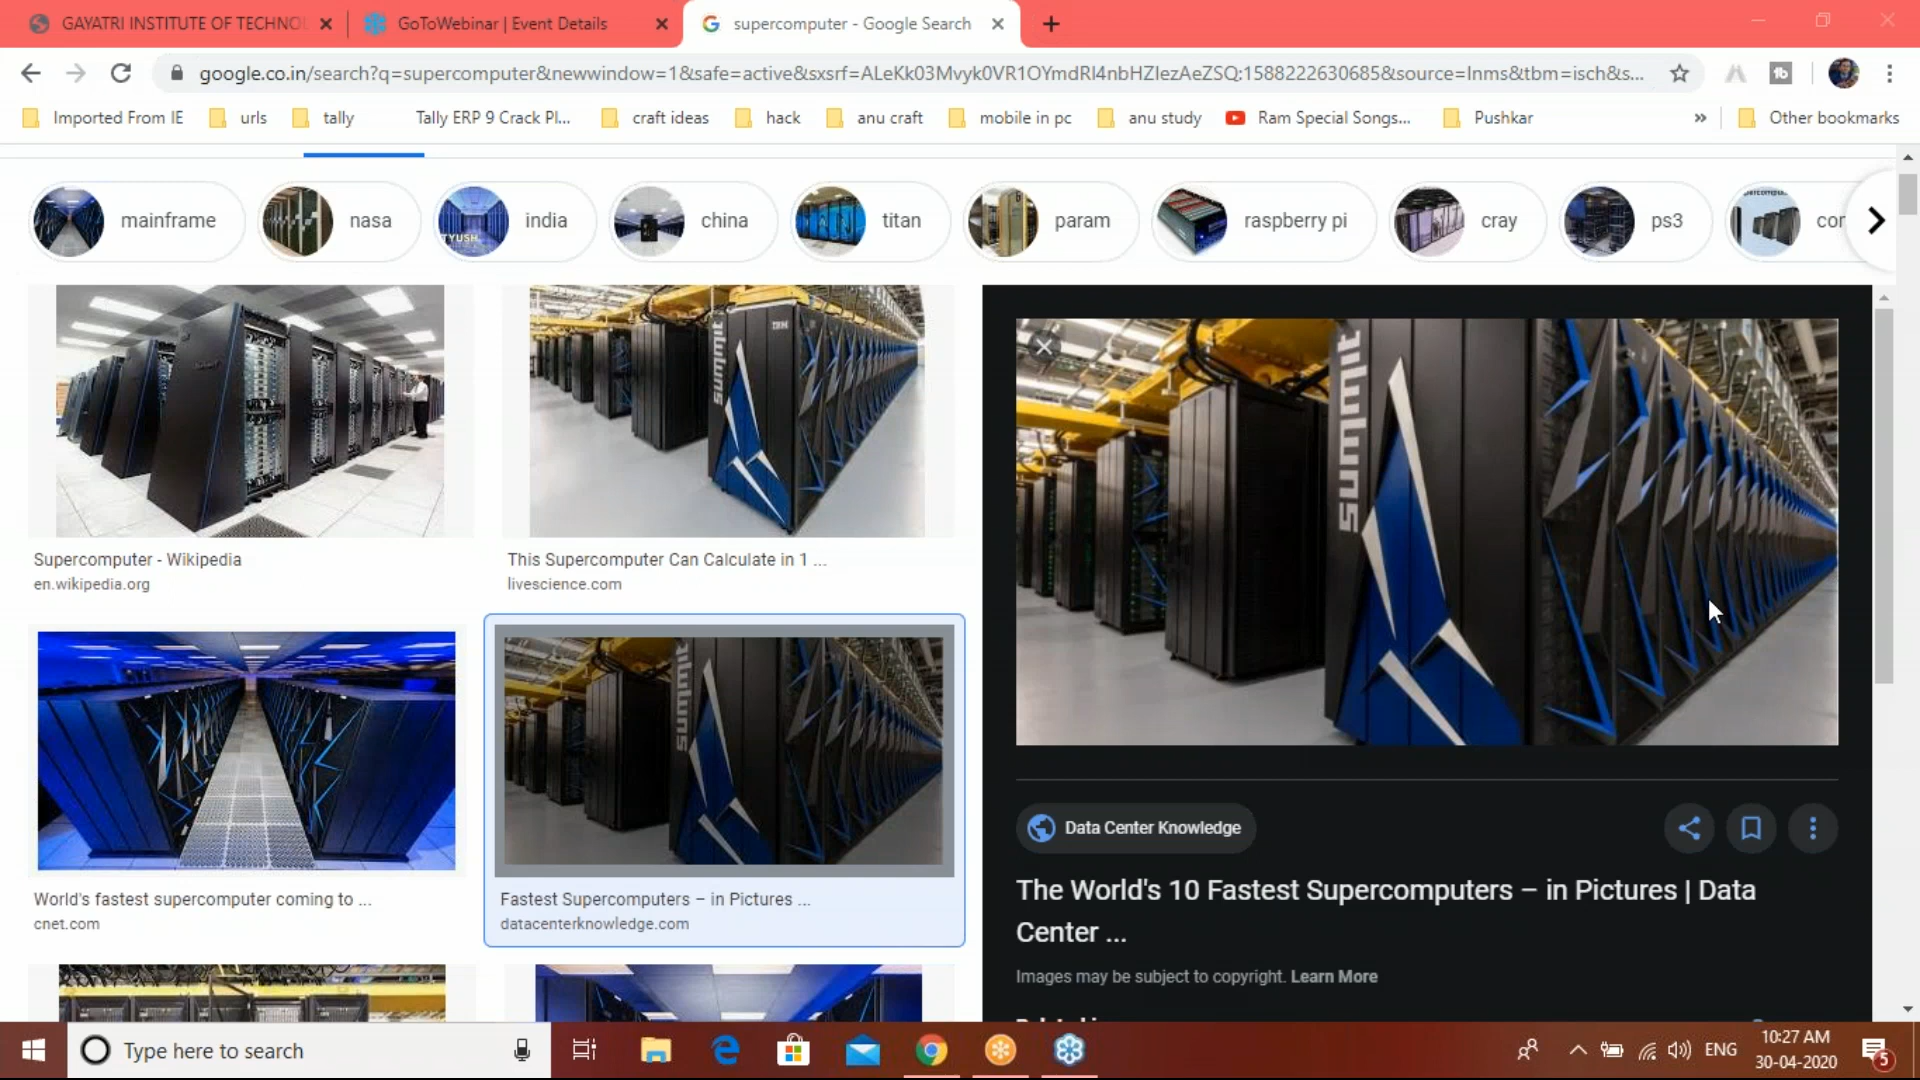 GAYATRI INSTITUTE OF TECHNOL
GoToWebinar | Event Details
supercomputer - Google Search
google.co.in/search?q=supercomputer&newwindow=1&safe=active&sxsrf=ALeKk03Mvyk0VR1OYmdRl4nbHZIezAeZSQ:1588222630685&source=lnms&tbm=isch&s...
Imported From IE
urls
tally
Tally ERP 9 Crack Pl...
craft ideas
hack
anu craft
mobile in pc
anu study
Ram Special Songs...
Pushkar
»
Other bookmarks
mainframe
nasa
india
china
titan
param
raspberry pi
cray
ps3
cor
TYUSH
IBM
summit
summit
Supercomputer - Wikipedia
en.wikipedia.org
This Supercomputer Can Calculate in 1 ...
livescience.com
summit
World's fastest supercomputer coming to ...
cnet.com
Fastest Supercomputers – in Pictures ...
datacenterknowledge.com
Data Center Knowledge
The World's 10 Fastest Supercomputers – in Pictures | Data
Center ...
Images may be subject to copyright. Learn More
Type here to search
ENG
10:27 AM
30-04-2020
5